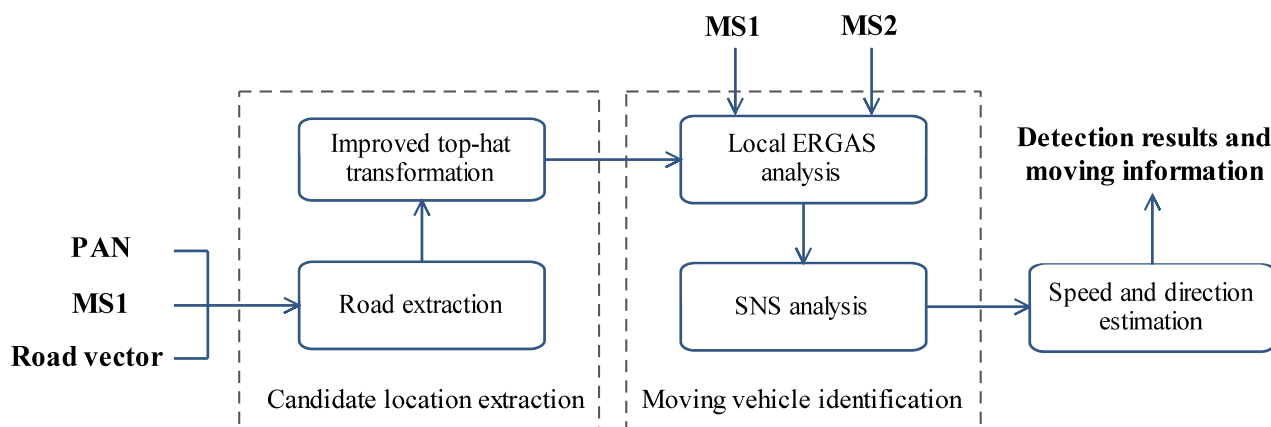 MS1
MS2
Improved top-hat
transformation
Local ERGAS
analysis
Detection results and
moving information
PAN
MS1
Road vector
Road extraction
SNS analysis
Speed and direction
estimation
Candidate location extraction
Moving vehicle identification